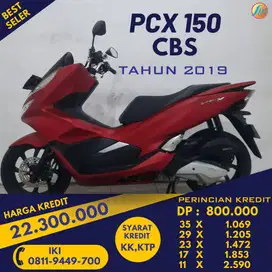 BEST
SELER
PCX 150
CBS
TAHUN 2019
HARGA KREDIT
22.300.000
IKI
0811-9449-700
SYARAT
KREDIT
KK,KTP
PERINCIAN KREDIT
DP : 800.000
35 X 1.069
29 X 1.205
23 X 1.472
17 X 1.853
11 X 2.590